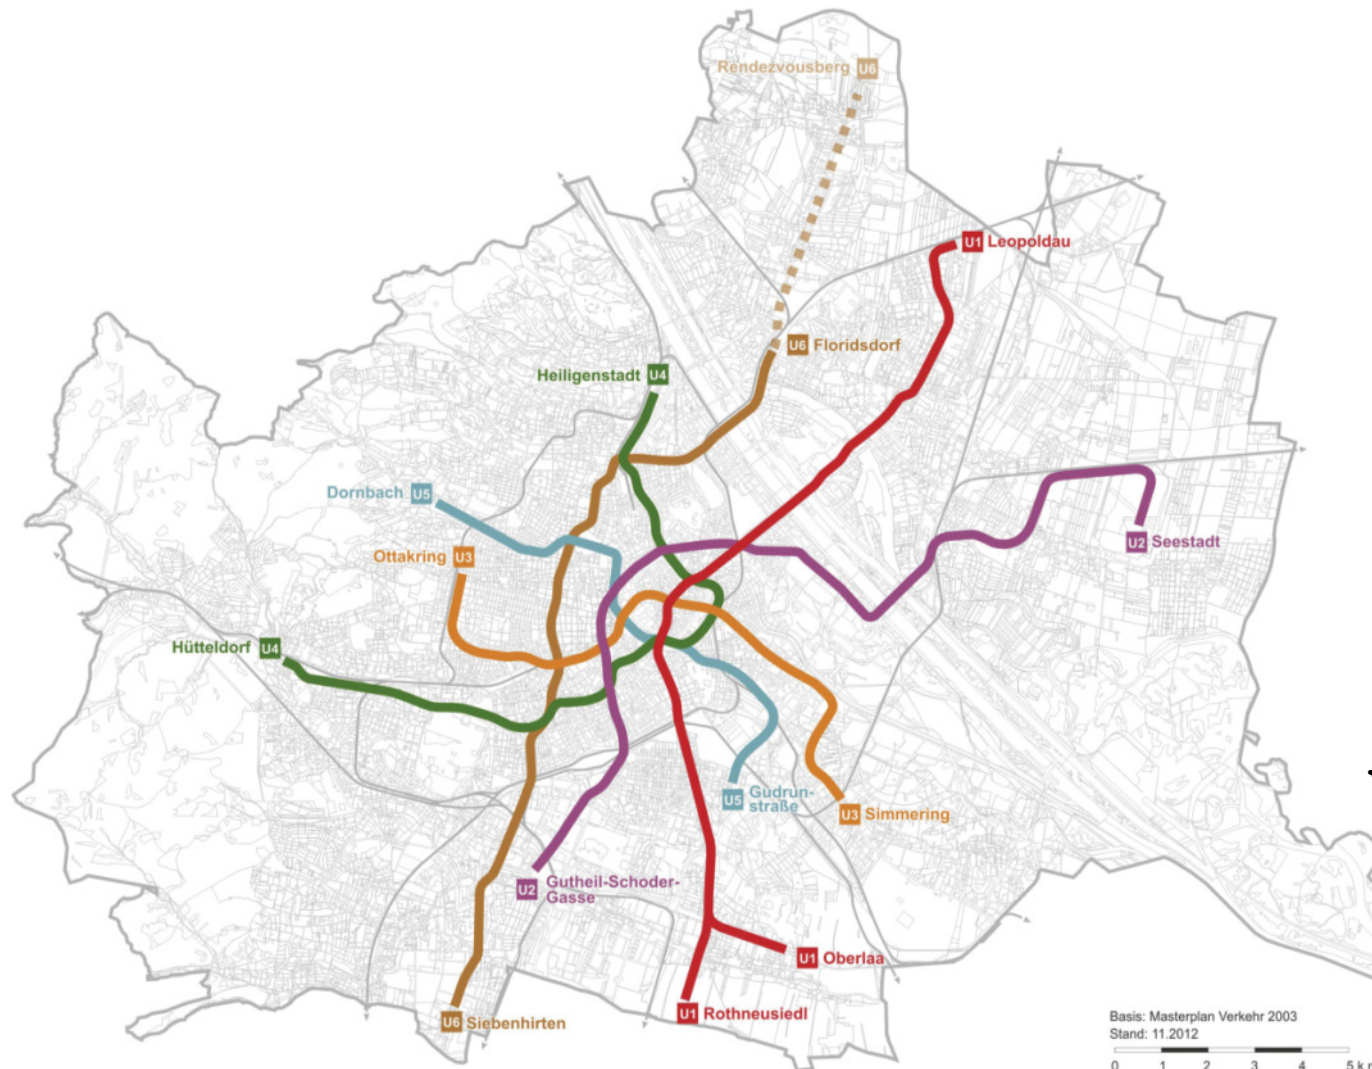 Rendezvousberg U6
U1 Leopoldau
U6 Floridsdorf
Heiligenstadt U4
Dornbach U5
Ottakring U3
U2 Seestadt
Hütteldorf U4
U5 Gudrun-
straße
U3 Simmering
U2 Gutheil-Schoder-
Gasse
U1 Oberlaa
U1 Rothneusiedl
U6 Siebenhirten
Basis: Masterplan Verkehr 2003
Stand: 11.2012
0 1 2 3 4 5 k